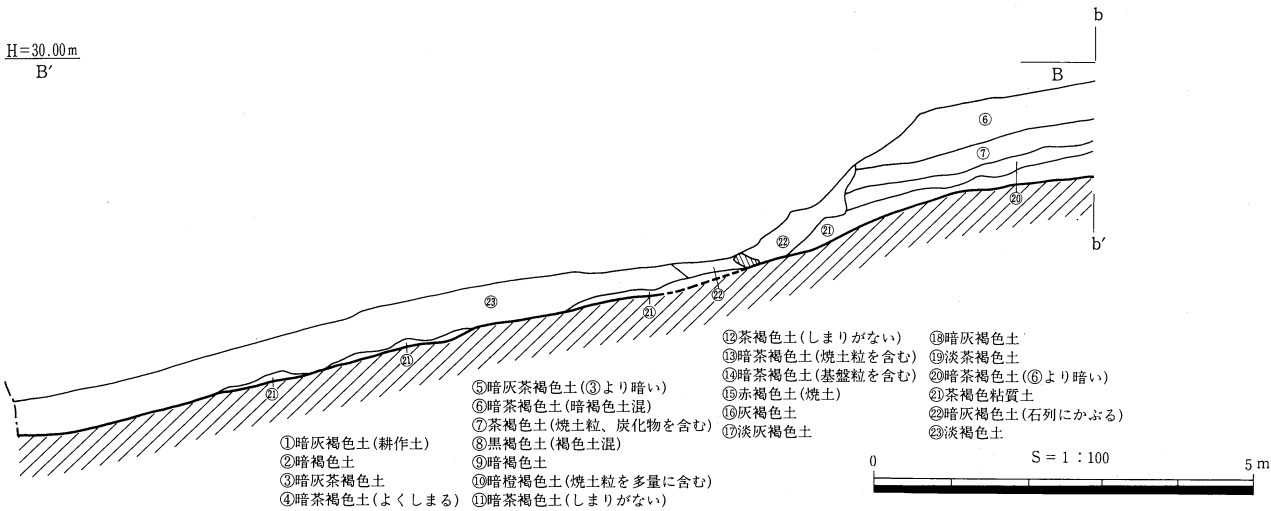 b
H=30.00m
B′
B
⑥
⑦
⑳
b′
㉒
㉑
㉓
㉒
㉑
㉑
㉑
①暗灰褐色土(耕作土)
②暗褐色土
③暗灰茶褐色土
④暗茶褐色土(よくしまる)
⑤暗灰茶褐色土(③より暗い)
⑥暗茶褐色土(暗褐色土混)
⑦茶褐色土(焼土粒、炭化物を含む)
⑧黒褐色土(褐色土混)
⑨暗褐色土
⑩暗橙褐色土(焼土粒を多量に含む)
⑪暗茶褐色土(しまりがない)
⑫茶褐色土(しまりがない)
⑬暗茶褐色土(焼土粒を含む)
⑭暗茶褐色土(基盤粒を含む)
⑮赤褐色土(焼土)
⑯灰褐色土
⑰淡灰褐色土
⑱暗灰褐色土
⑲淡茶褐色土
⑳暗茶褐色土(⑥より暗い)
㉑茶褐色粘質土
㉒暗灰褐色土(石列にかぶる)
㉓淡褐色土
0 S=1:100 5m